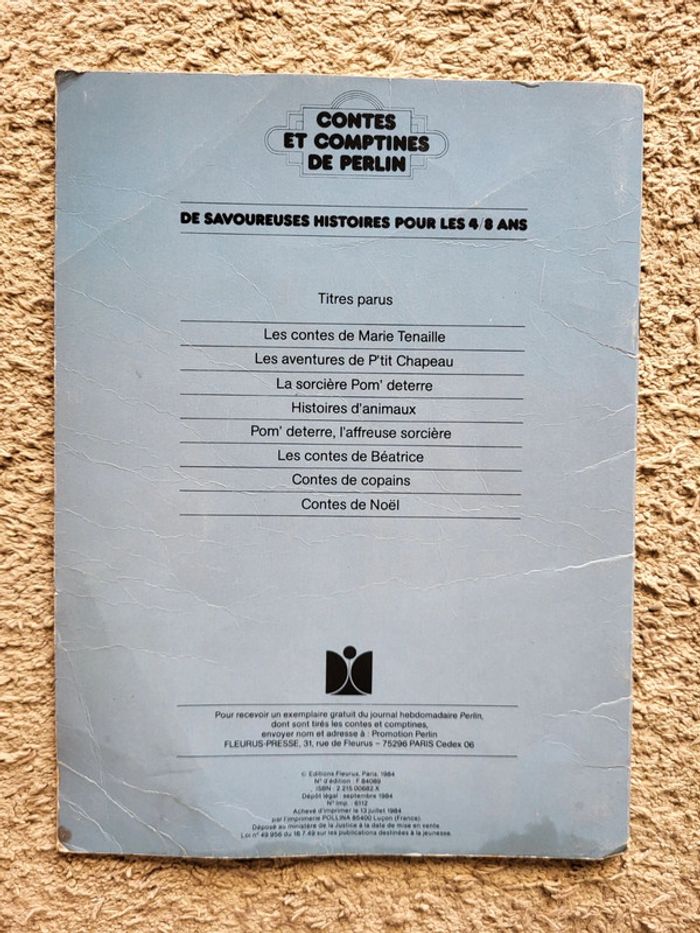 CONTES
ET COMPTINES
DE PERLIN
DE SAVOUREUSES HISTOIRES POUR LES 4/8 ANS
Titres parus
Les contes de Marie Tenaille
Les aventures de P'tit Chapeau
La sorcière Pom' deterre
Histoires d'animaux
Pom' deterre, l'affreuse sorcière
Les contes de Béatrice
Contes de copains
Contes de Noël
Pour recevoir un exemplaire gratuit du journal hebdomadaire Perlin,
dont sont tirés les contes et comptines,
envoyer nom et adresse à : Promotion Perlin
FLEURUS-PRESSE, 31, rue de Fleurus – 75296 PARIS Cedex 06
© Editions Fleurus, Paris, 1984
N° d'édition : F 84089
ISBN : 2 215 00682 X
Dépôt légal : septembre 1984
N° Imp. : 6112
Achevé d'imprimer le 13 juillet 1984
par l'imprimerie POLLINA 85400 Luçon (France).
Déposé au ministère de la Justice à la date de mise en vente.
Loi n° 49.956 du 16.7.49 sur les publications destinées à la jeunesse.